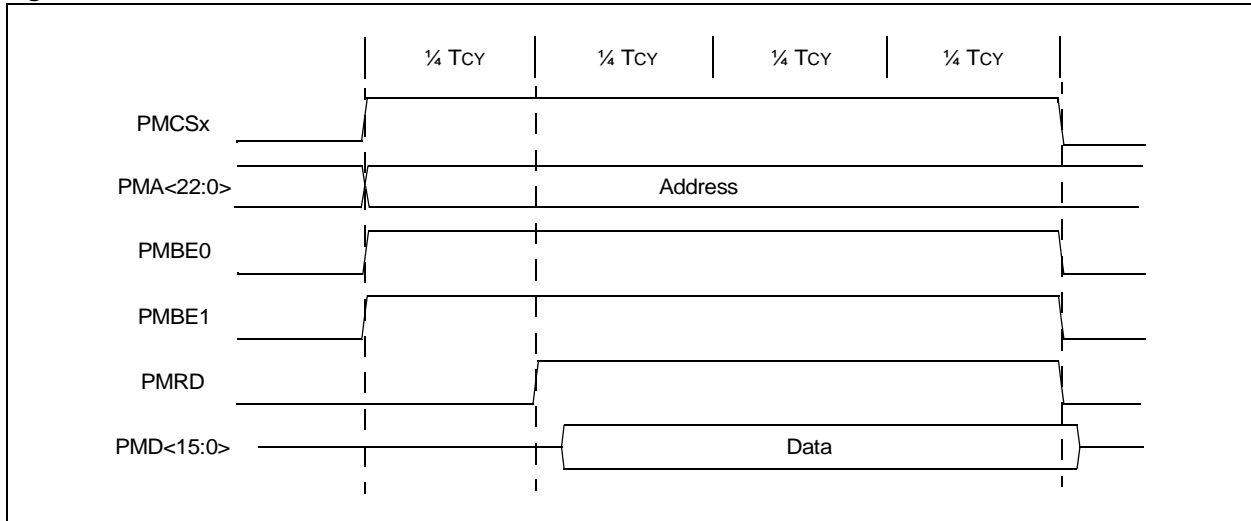 ¼ TCY ¼ TCY ¼ TCY ¼ TCY
PMCSx
PMA<22:0> Address
PMBE0
PMBE1
PMRD
PMD<15:0> Data